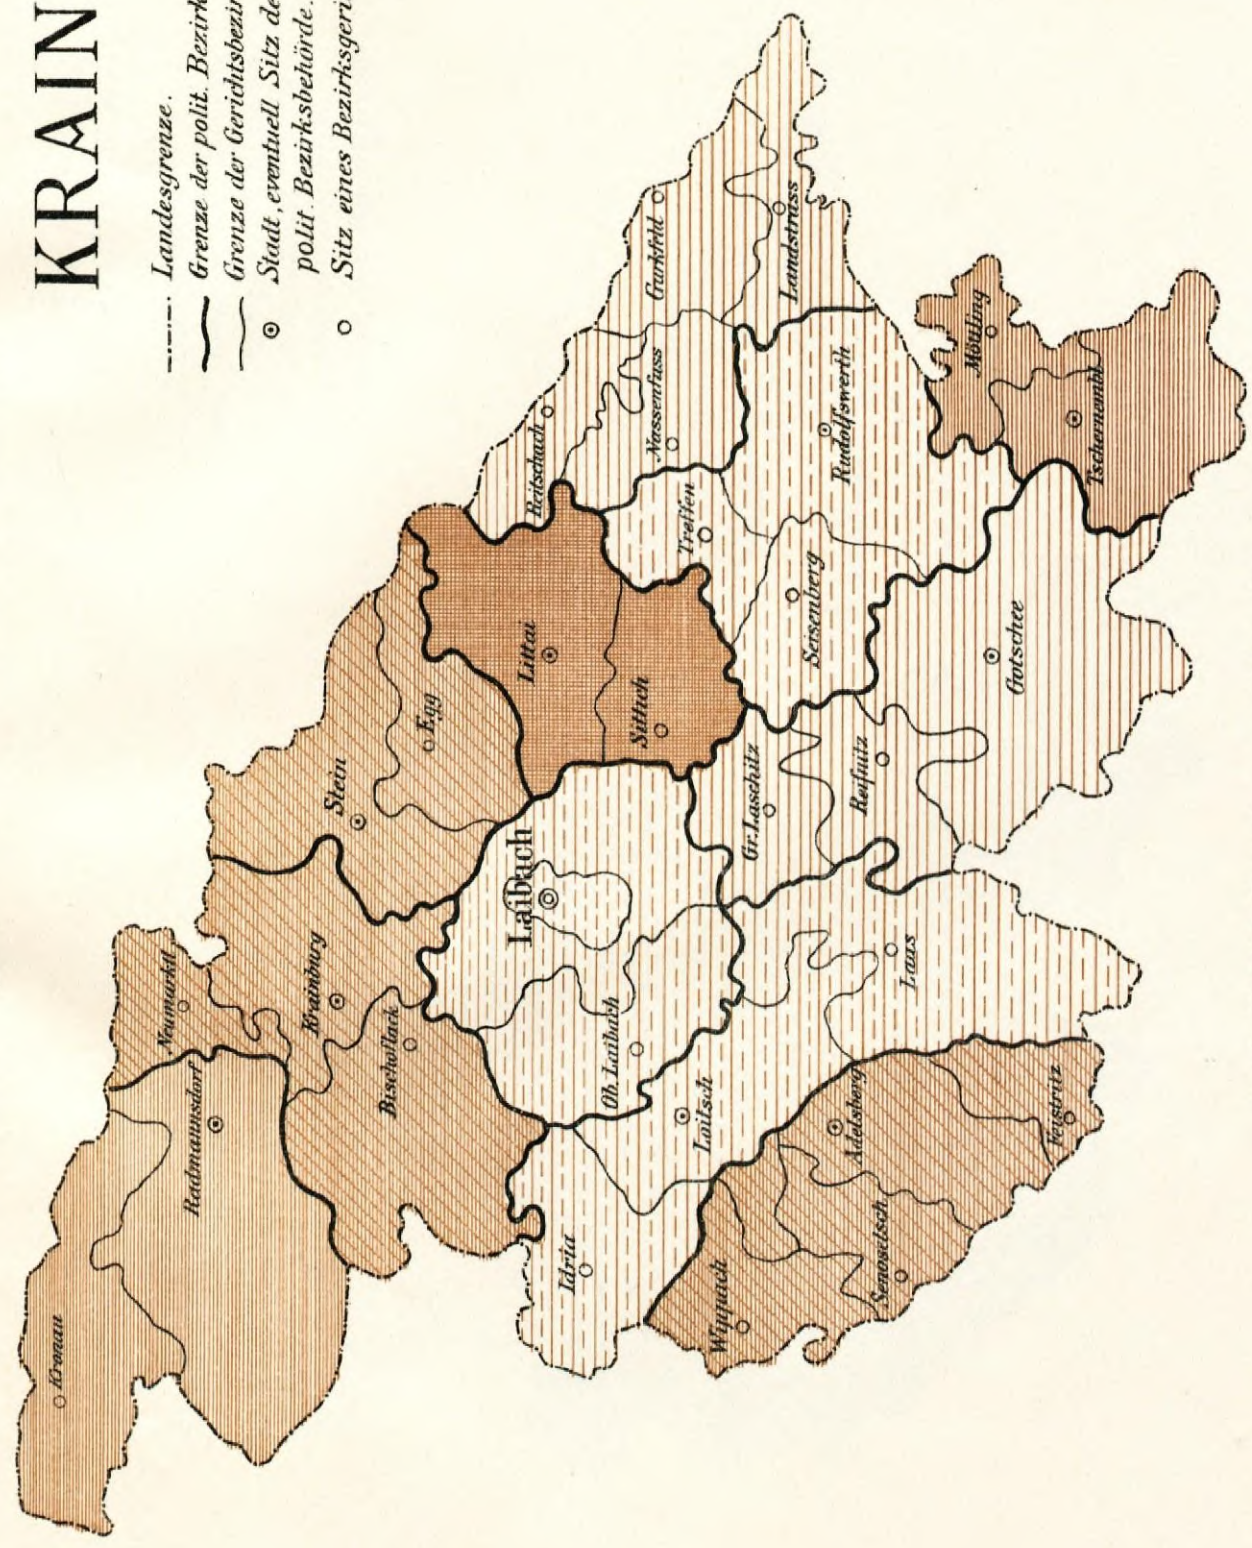 KRAIN
Landesgrenze.
Grenze der polit. Bezirk
Grenze der Gerichtsbezir
Stadt, eventuell Sitz de
polit. Bezirksbehörde.
Sitz eines Bezirksgeri
Kronau
Radmannsdorf
Neumarktl
Krainburg
Bischoflack
Stein
Egg
Littai
Sittich
Laibach
Ob. Laibach
Loitsch
Idria
Laas
Wippach
Senosetsch
Adelsberg
Feistritz
Gr. Laschitz
Reifnitz
Gotschee
Seisenberg
Treffen
Rudolfswerth
Nassenfuss
Ratschach
Gurkfeld
Landstrass
Möttling
Tschernembl